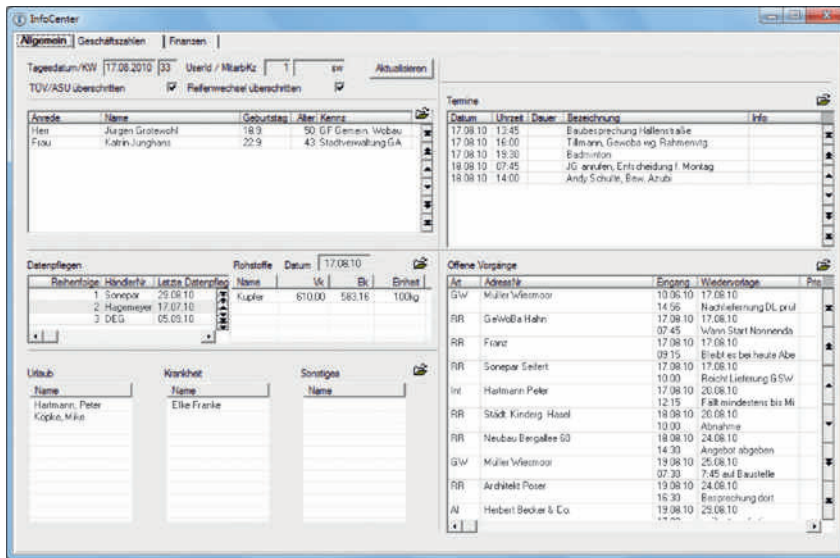 InfoCenter
Allgemein Geschäftszahlen Finanzen
Tagesdatum/KW 17.08.2010 33 UserId / MitarbKz 1 sw Aktualisieren
TÜV/ASU überschritten Reifenwechsel überschritten
Anrede Name Geburtstag Alter Kennz
Herr Jürgen Grotewohl 18.9 50 GF Gemein. Wobau
Frau Katrin Junghans 22.9 43 Stadtverwaltung GA
Termine
Datum Uhrzeit Dauer Bezeichnung Info
17.08.10 13:45 Baubesprechung Hallenstraße
17.08.10 16:00 Tillmann, Gewoba wg. Rahmenvtg.
17.08.10 19:30 Badminton
18.08.10 07:45 JG anrufen, Entscheidung f. Montag
18.08.10 14:00 Andy Schulte, Bew. Azubi
Datenpflegen
Reihenfolge HändlerNr. Letzte Datenpfleg
1 Sonepar 29.08.10
2 Hagemeyer 17.07.10
3 DEG 05.09.10
Rohstoffe Datum 17.08.10
Name Vk Ek Einheit
Kupfer 610,00 583,16 100kg
Offene Vorgänge
Art AdressNr Eingang Wiedervorlage Prio
GW Müller Wiesmoor 10.06.10 17.08.10
14:56 Nachlieferung DL prüf
RR GeWoBa Hahn 17.08.10 17.08.10
07:45 Wann Start Nonnenda
RR Franz 17.08.10 17.08.10
09:15 Bleibt es bei heute Abe
RR Sonepar Seifert 17.08.10 17.08.10
10:00 Reicht Lieferung GSW
Int Hartmann Peter 17.08.10 20.08.10
12:15 Fällt mindestens bis Mi
RR Städt. Kinderg. Hasel 18.08.10 20.08.10
10:00 Abnahme
RR Neubau Bergallee 60 18.08.10 24.08.10
14:30 Angebot abgeben
GW Müller Wiesmoor 19.08.10 25.08.10
07:30 7:45 auf Baustelle
RR Architekt Poser 19.08.10 24.08.10
16:30 Besprechung dort
AI Herbert Becker & Co. 19.08.10 29.08.10
Urlaub
Name
Hartmann, Peter
Köpke, Mike
Krankheit
Name
Elke Franke
Sonstiges
Name